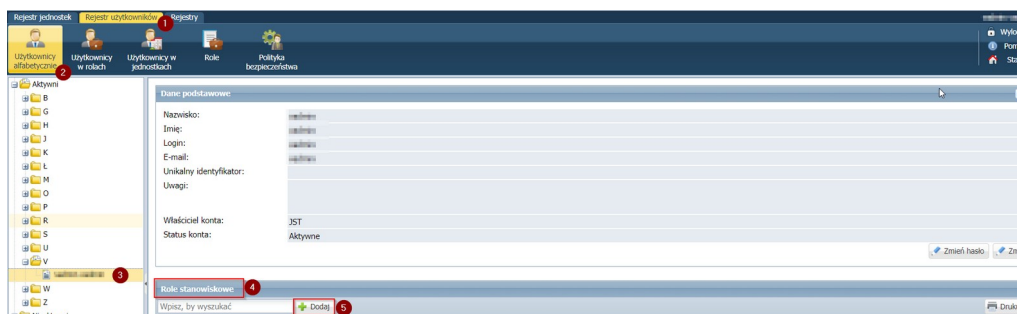 Rejestr jednostek Rejestr użytkowników Rejestry
1
Użytkownicy alfabetycznie
2
Użytkownicy w rolach
Użytkownicy w jednostkach
Role
Polityka bezpieczeństwa
Wylo
Pom
Sta
Aktywni
B
G
H
J
K
Ł
M
O
P
R
S
U
V
3
W
Z
Dane podstawowe
Nazwisko:
Imię:
Login:
E-mail:
Unikalny identyfikator:
Uwagi:
Właściciel konta: JST
Status konta: Aktywne
Zmień hasło Zm
Role stanowiskowe 4
Wpisz, by wyszukać Dodaj 5 Druk